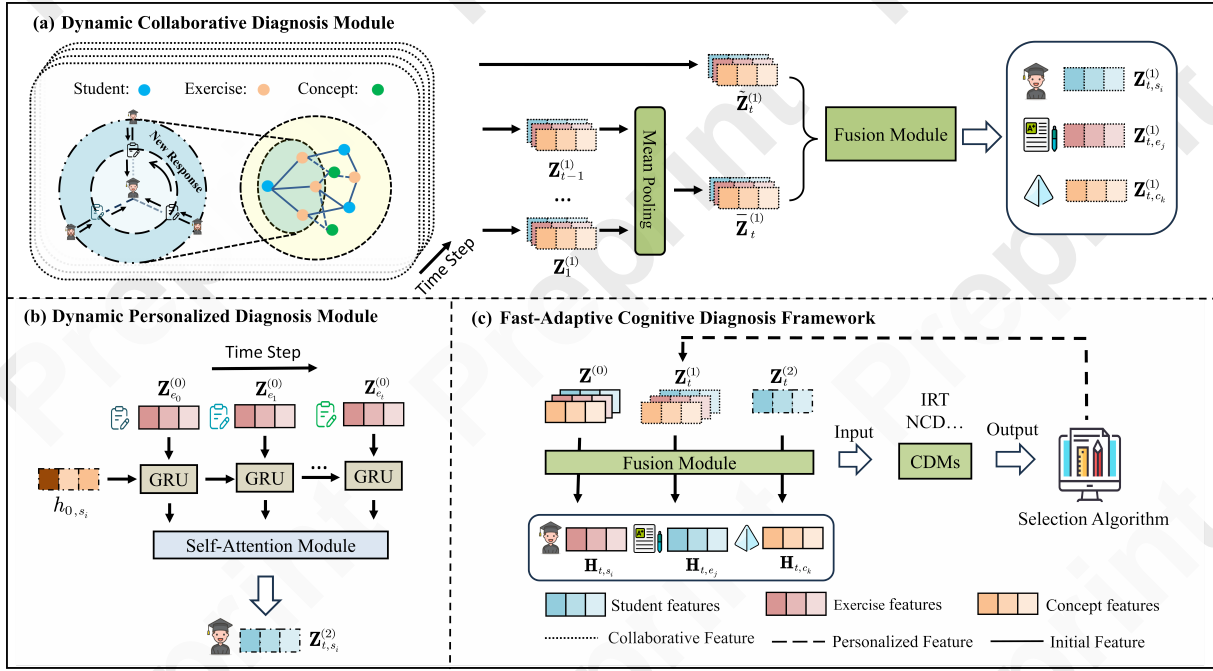 (a) Dynamic Collaborative Diagnosis Module
Student:
Exercise:
Concept:
New Response
Time Step
Z_{t-1}^{(1)}
...
Z_1^{(1)}
Mean Pooling
Z̃_t^{(1)}
Z̄_t^{(1)}
Fusion Module
Z_{t,s_i}^{(1)}
A+
Z_{t,e_j}^{(1)}
Z_{t,c_k}^{(1)}
(b) Dynamic Personalized Diagnosis Module
Time Step
Z_{e_0}^{(0)} Z_{e_1}^{(0)} Z_{e_t}^{(0)}
h_{0,s_i}
GRU GRU ... GRU
Self-Attention Module
Z_{t,s_i}^{(2)}
(c) Fast-Adaptive Cognitive Diagnosis Framework
Z^{(0)} Z_t^{(1)} Z_t^{(2)}
Fusion Module
Input
IRT
NCD...
CDMs
Output
Selection Algorithm
A+
H_{t,s_i} H_{t,e_j} H_{t,c_k}
Student features
Exercise features
Concept features
Collaborative Feature
Personalized Feature
Initial Feature
Preprint